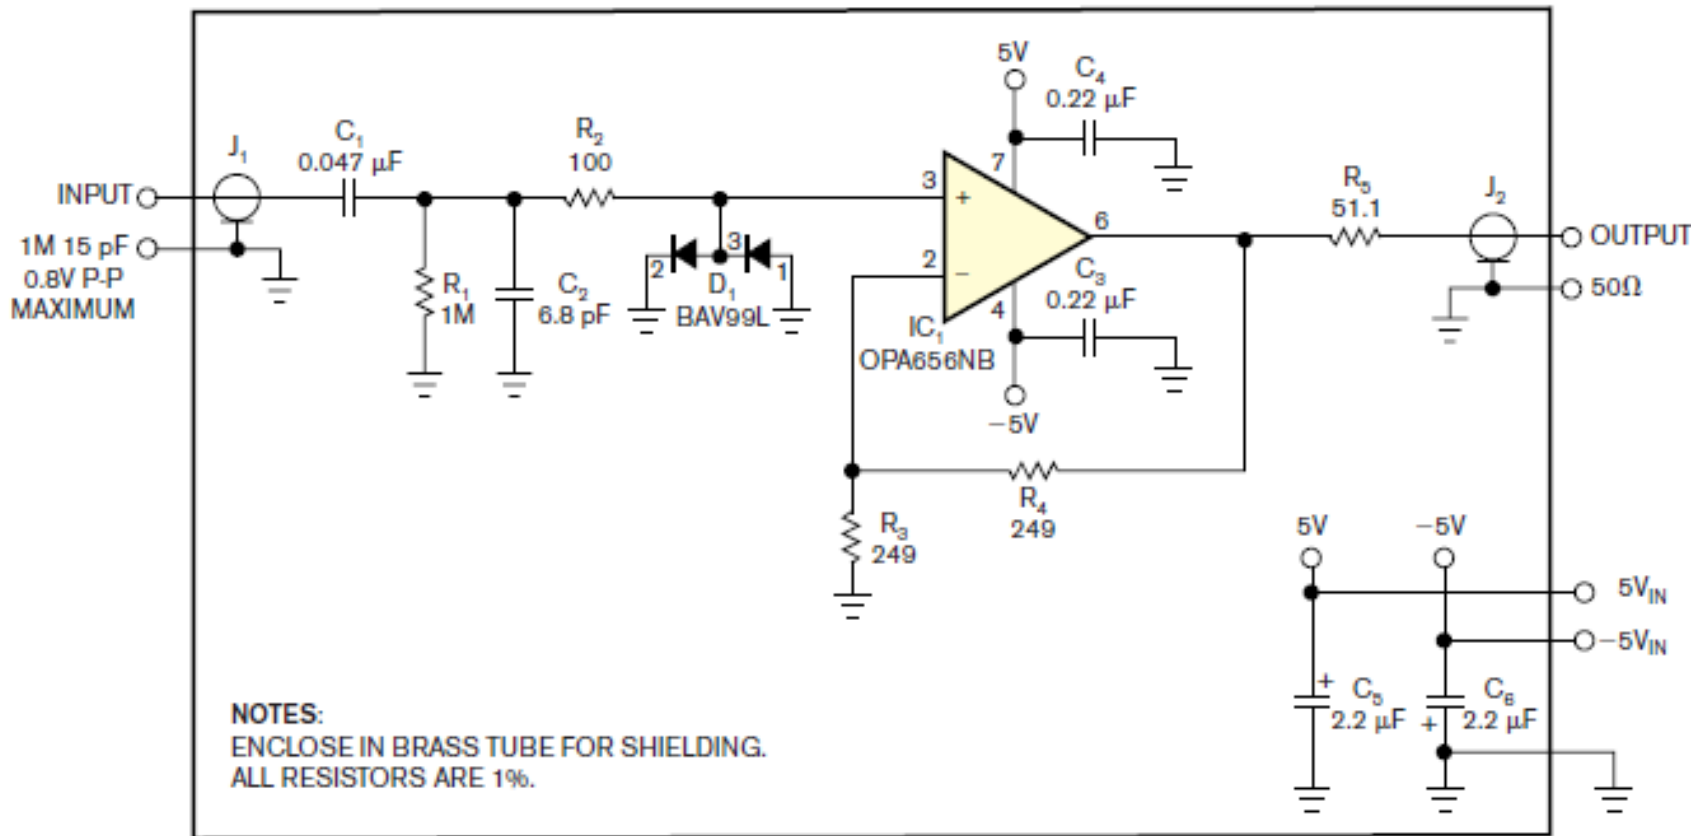 INPUT
1M 15 pF
0.8V P-P
MAXIMUM
J₁
C₁
0.047 µF
R₁
1M
C₂
6.8 pF
R₂
100
2
3
1
D₁
BAV99L
5V
C₄
0.22 µF
7
3
+
2
−
6
4
IC₁
OPA656NB
C₃
0.22 µF
−5V
R₃
249
R₄
249
R₅
51.1
J₂
OUTPUT
50Ω
5V
−5V
5V_IN
−5V_IN
+
C₅
2.2 µF
+
C₆
2.2 µF
NOTES:
ENCLOSE IN BRASS TUBE FOR SHIELDING.
ALL RESISTORS ARE 1%.